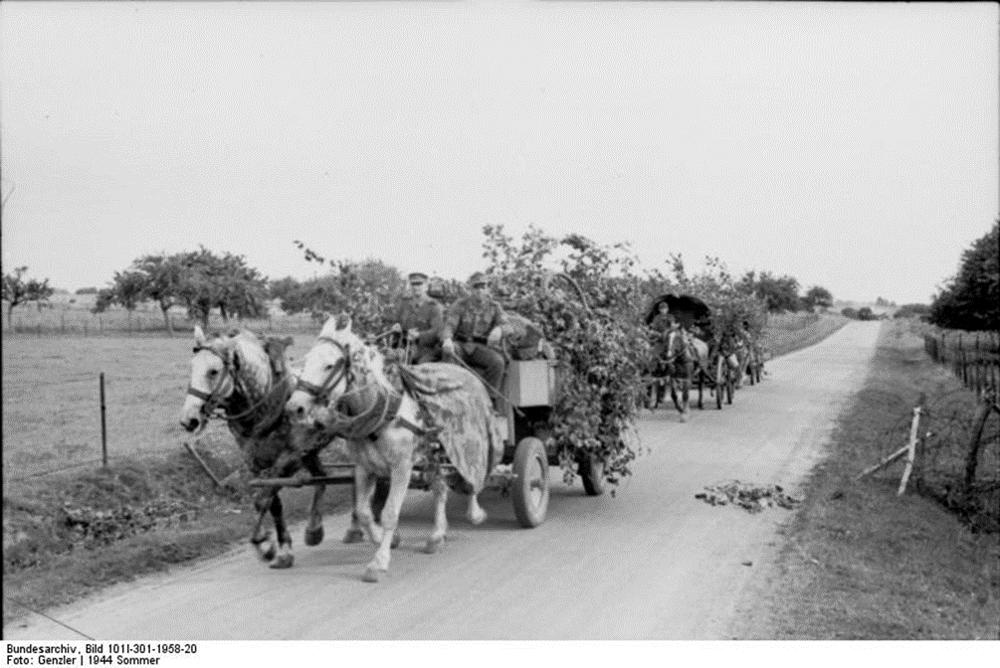 Bundesarchiv, Bild 101I-301-1958-20
Foto: Genzler | 1944 Sommer